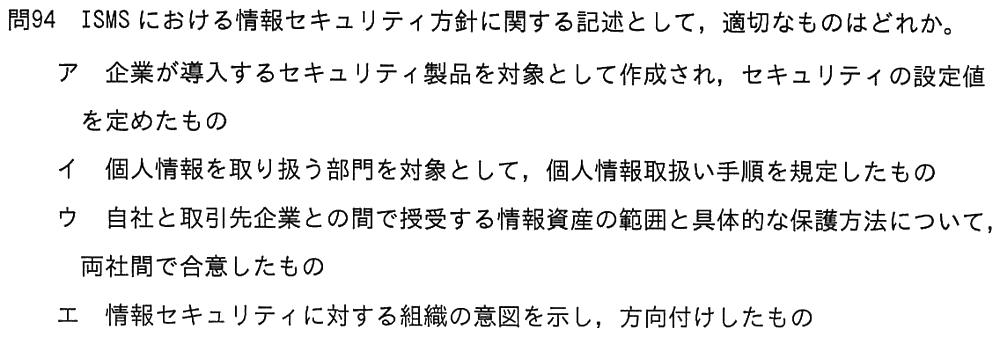 問94 ISMSにおける情報セキュリティ方針に関する記述として，適切なものはどれか。
ア 企業が導入するセキュリティ製品を対象として作成され，セキュリティの設定値
を定めたもの
イ 個人情報を取り扱う部門を対象として，個人情報取扱い手順を規定したもの
ウ 自社と取引先企業との間で授受する情報資産の範囲と具体的な保護方法について，
両社間で合意したもの
エ 情報セキュリティに対する組織の意図を示し，方向付けしたもの